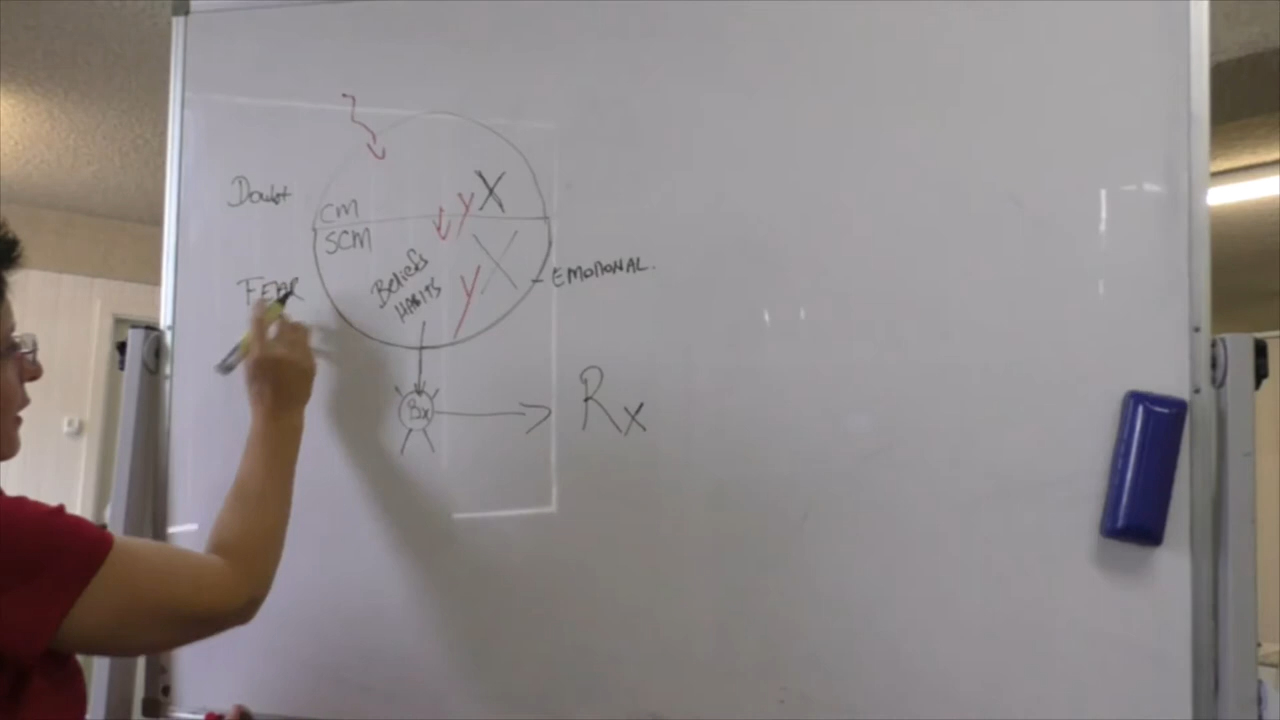 Doubt
CM
y X
SCM
Beliefs
HABITS
y X
FEAR
EMOTIONAL.
Bx
Rx